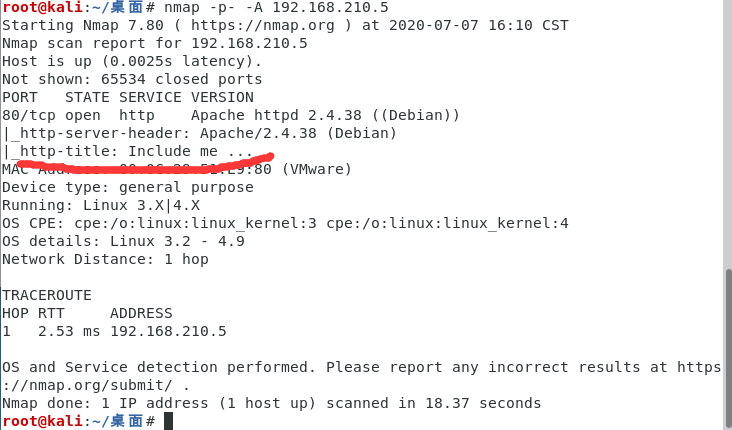 root@kali:~/桌面# nmap -p- -A 192.168.210.5
Starting Nmap 7.80 ( https://nmap.org ) at 2020-07-07 16:10 CST
Nmap scan report for 192.168.210.5
Host is up (0.0025s latency).
Not shown: 65534 closed ports
PORT   STATE SERVICE VERSION
80/tcp open  http    Apache httpd 2.4.38 ((Debian))
|_http-server-header: Apache/2.4.38 (Debian)
|_http-title: Include me ...
MAC Address: :80 (VMware)
Device type: general purpose
Running: Linux 3.X|4.X
OS CPE: cpe:/o:linux:linux_kernel:3 cpe:/o:linux:linux_kernel:4
OS details: Linux 3.2 - 4.9
Network Distance: 1 hop
TRACEROUTE
HOP RTT     ADDRESS
1   2.53 ms 192.168.210.5
OS and Service detection performed. Please report any incorrect results at https
://nmap.org/submit/ .
Nmap done: 1 IP address (1 host up) scanned in 18.37 seconds
root@kali:~/桌面#